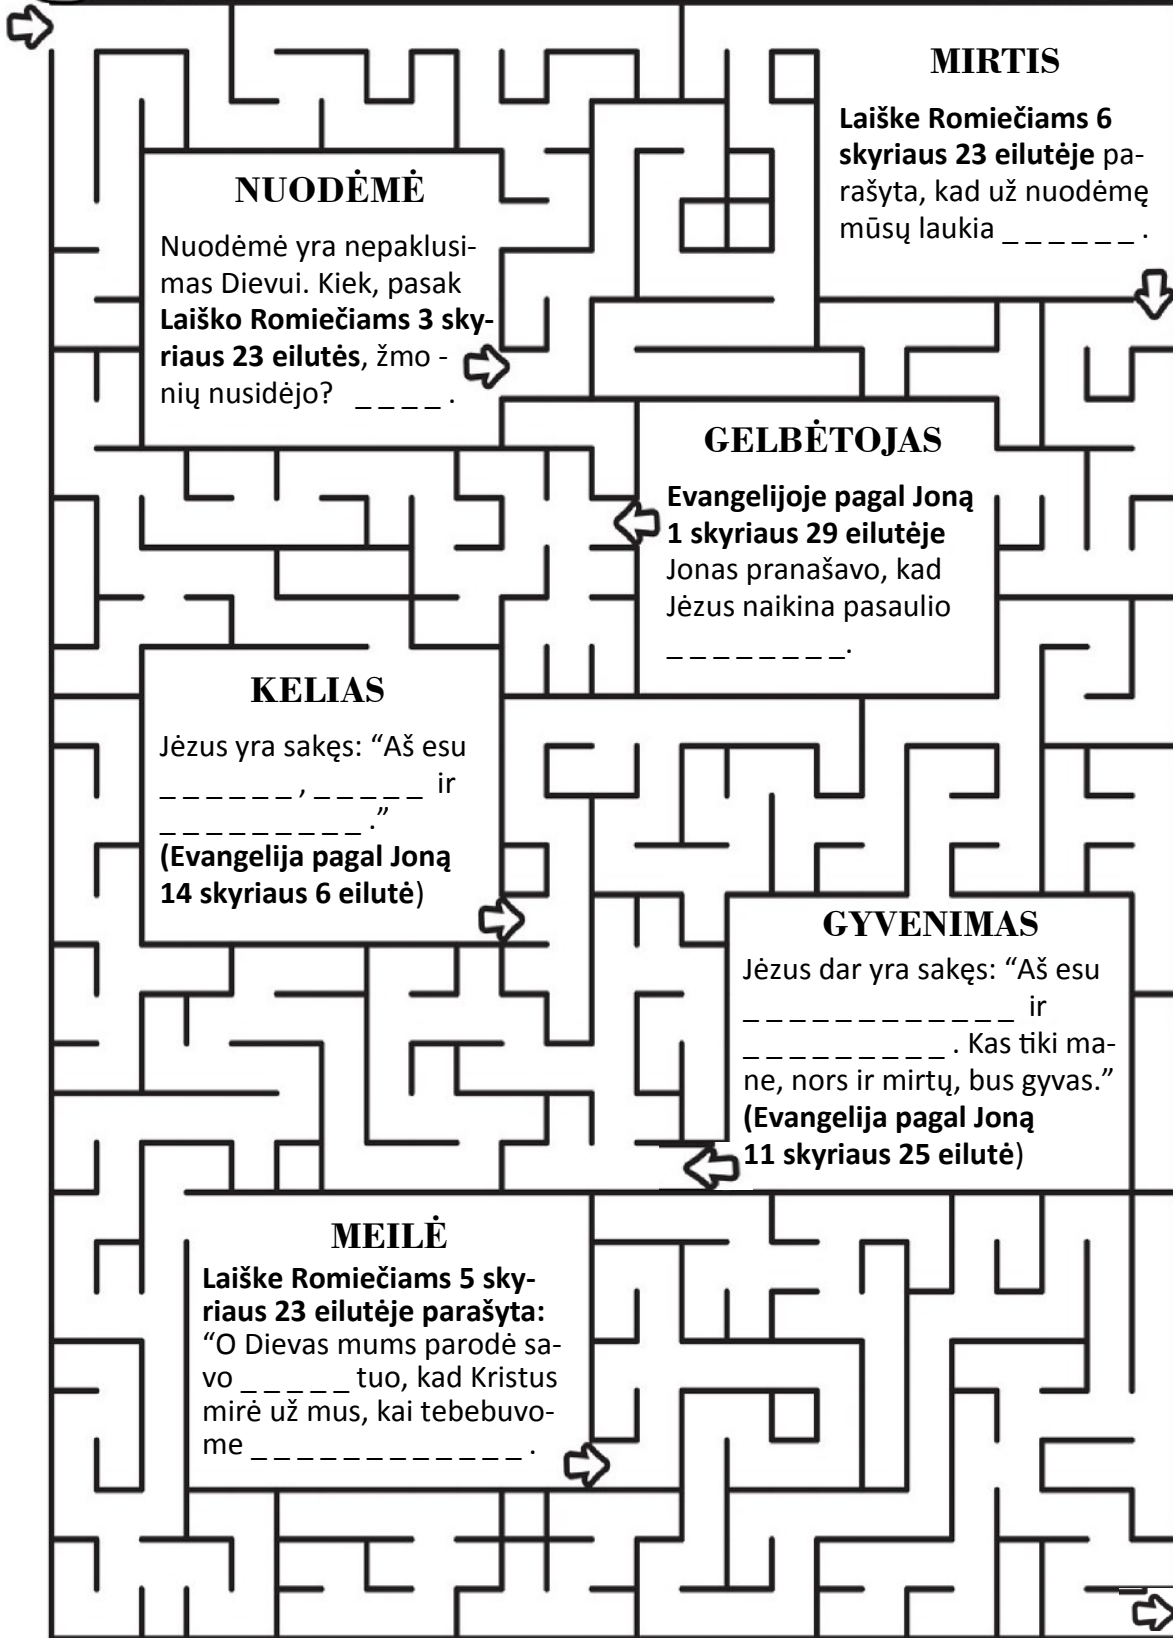 MIRTIS
Laiške Romiečiams 6
skyriaus 23 eilutėje pa-
rašyta, kad už nuodėmę
mūsų laukia _ _ _ _ _ _ .
NUODĖMĖ
Nuodėmė yra nepaklusi-
mas Dievui. Kiek, pasak
Laiško Romiečiams 3 sky-
riaus 23 eilutės, žmo -
nių nusidėjo? _ _ _ _ .
GELBĖTOJAS
Evangelijoje pagal Joną
1 skyriaus 29 eilutėje
Jonas pranašavo, kad
Jėzus naikina pasaulio
_ _ _ _ _ _ _ _.
KELIAS
Jėzus yra sakęs: “Aš esu
_ _ _ _ _ _ , _ _ _ _ _ ir
_ _ _ _ _ _ _ _ _ .”
(Evangelija pagal Joną
14 skyriaus 6 eilutė)
GYVENIMAS
Jėzus dar yra sakęs: “Aš esu
_ _ _ _ _ _ _ _ _ _ _ _ ir
_ _ _ _ _ _ _ _ _ . Kas tiki ma-
ne, nors ir mirtų, bus gyvas.”
(Evangelija pagal Joną
11 skyriaus 25 eilutė)
MEILĖ
Laiške Romiečiams 5 sky-
riaus 23 eilutėje parašyta:
“O Dievas mums parodė sa-
vo _ _ _ _ _ tuo, kad Kristus
mirė už mus, kai tebebuvo-
me _ _ _ _ _ _ _ _ _ _ _ _ .